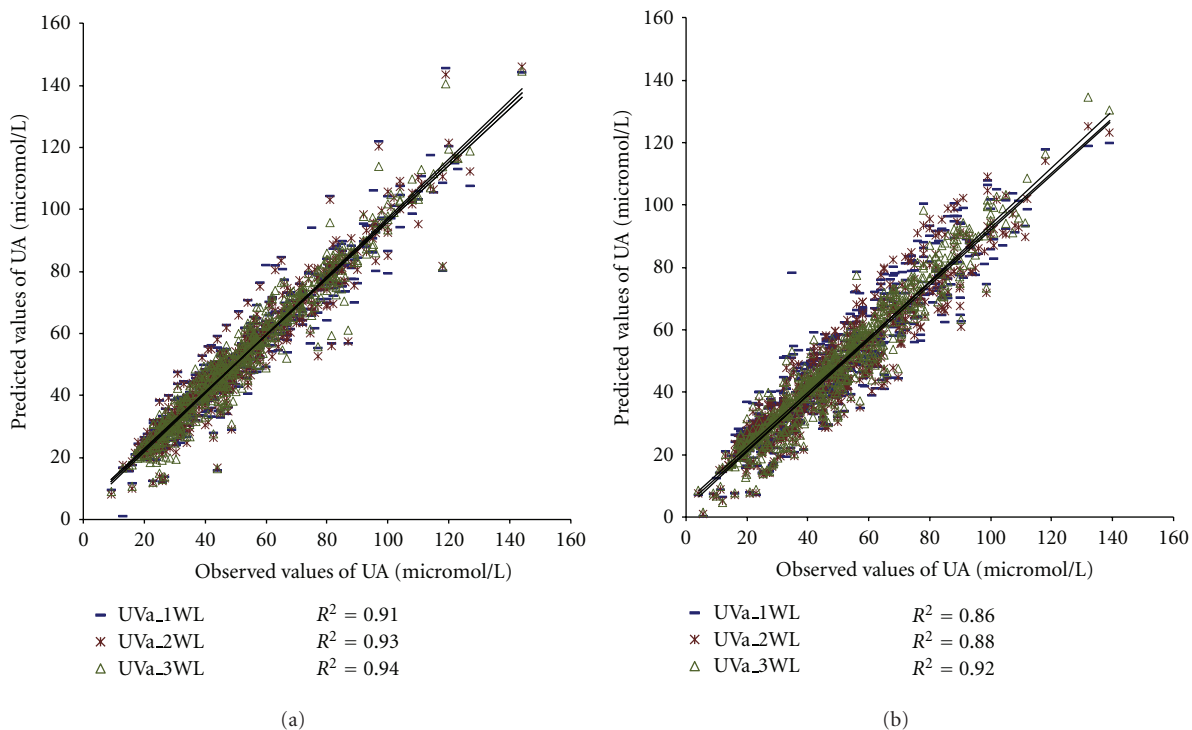 160
140
120
100
80
60
40
20
0
Predicted values of UA (micromol/L)
0 20 40 60 80 100 120 140 160
Observed values of UA (micromol/L)
UVa_1WL R² = 0.91
UVa_2WL R² = 0.93
UVa_3WL R² = 0.94
(a)
160
140
120
100
80
60
40
20
0
Predicted values of UA (micromol/L)
0 20 40 60 80 100 120 140 160
Observed values of UA (micromol/L)
UVa_1WL R² = 0.86
UVa_2WL R² = 0.88
UVa_3WL R² = 0.92
(b)